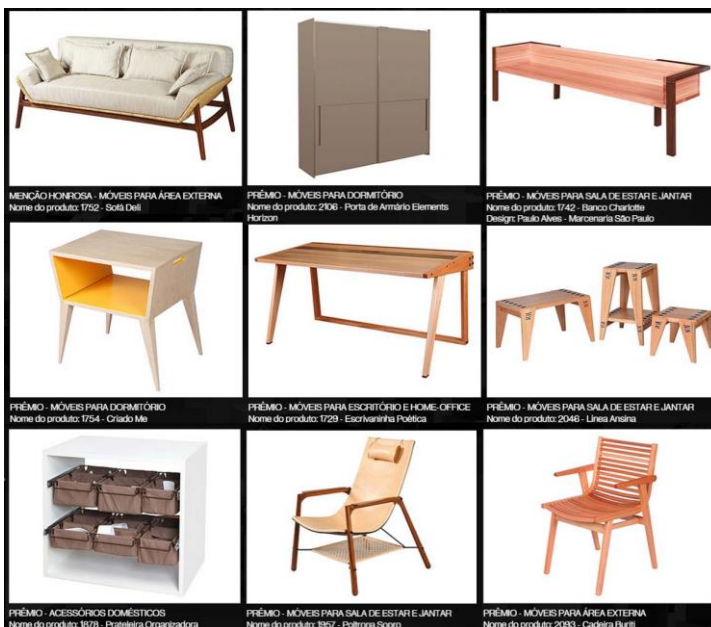 MENÇÃO HONROSA - MÓVEIS PARA ÁREA EXTERNA
Nome do produto: 1752 - Sofá Deli
PRÊMIO - MÓVEIS PARA DORMITÓRIO
Nome do produto: 2106 - Porta de Armário Elements
Horizon
PRÊMIO - MÓVEIS PARA SALA DE ESTAR E JANTAR
Nome do produto: 1742 - Banco Charlotte
Design: Paulo Alves - Marcenaria São Paulo
PRÊMIO - MÓVEIS PARA DORMITÓRIO
Nome do produto: 1754 - Criado Me
PRÊMIO - MÓVEIS PARA ESCRITÓRIO E HOME-OFFICE
Nome do produto: 1729 - Escrivaninha Poética
PRÊMIO - MÓVEIS PARA SALA DE ESTAR E JANTAR
Nome do produto: 2046 - Linea Ansina
PRÊMIO - ACESSÓRIOS DOMÉSTICOS
Nome do produto: 1878 - Prateleira Organizadora
PRÊMIO - MÓVEIS PARA SALA DE ESTAR E JANTAR
Nome do produto: 1957 - Poltrona Sopro
PRÊMIO - MÓVEIS PARA ÁREA EXTERNA
Nome do produto: 2093 - Cadeira Buriti